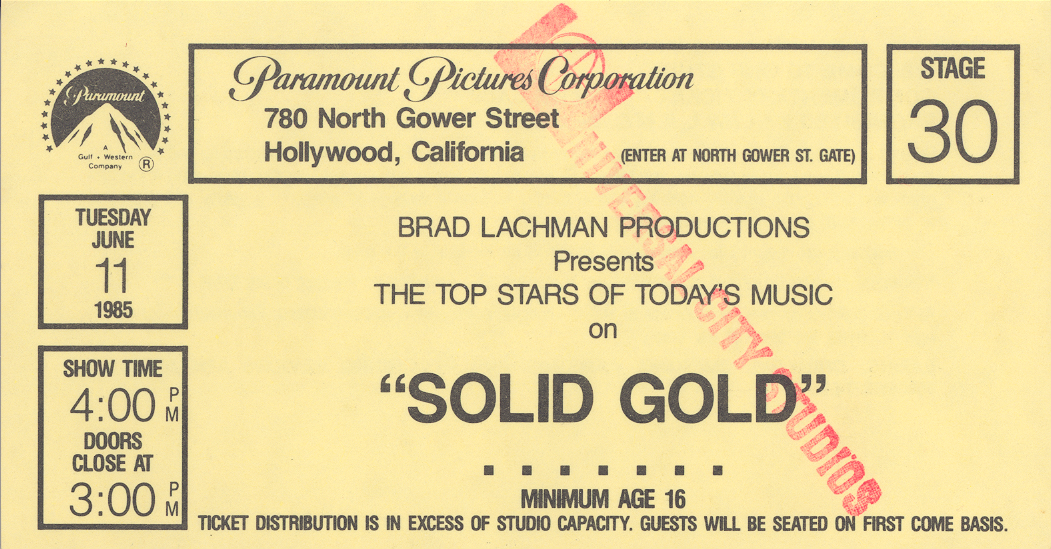 Paramount
A
Gulf + Western
Company
®
Paramount Pictures Corporation
780 North Gower Street
Hollywood, California
(ENTER AT NORTH GOWER ST. GATE)
STAGE
30
TUESDAY
JUNE
11
1985
SHOW TIME
4:00 PM
DOORS
CLOSE AT
3:00 PM
BRAD LACHMAN PRODUCTIONS
Presents
THE TOP STARS OF TODAY'S MUSIC
on
“SOLID GOLD”
.......
MINIMUM AGE 16
TICKET DISTRIBUTION IS IN EXCESS OF STUDIO CAPACITY. GUESTS WILL BE SEATED ON FIRST COME BASIS.
UNIVERSAL CITY STUDIOS